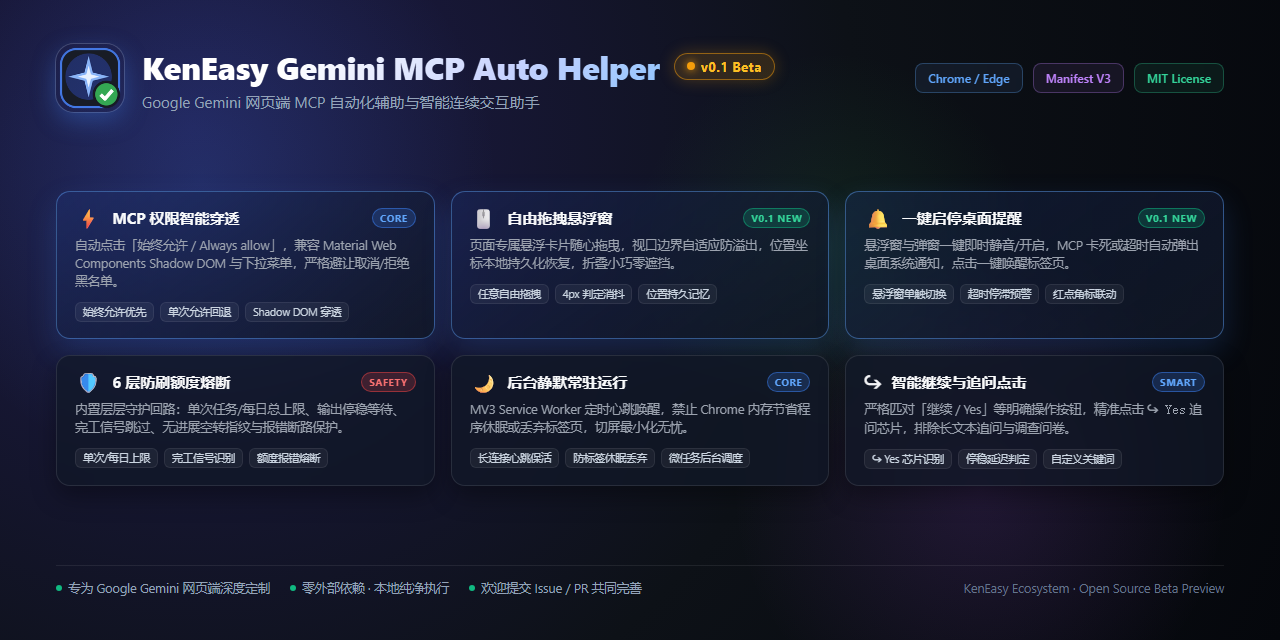 KenEasy Gemini MCP Auto Helper
v0.1 Beta
Google Gemini 网页端 MCP 自动化辅助与智能连续交互助手
Chrome / Edge
Manifest V3
MIT License
MCP 权限智能穿透
CORE
自动点击「始终允许 / Always allow」，兼容 Material Web
Components Shadow DOM 与下拉菜单，严格避让取消/拒绝
黑名单。
始终允许优先
单次允许回退
Shadow DOM 穿透
自由拖拽悬浮窗
V0.1 NEW
页面专属悬浮卡片随心拖曳，视口边界自适应防溢出，位置坐
标本地持久化恢复，折叠小巧零遮挡。
任意自由拖拽
4px 判定消抖
位置持久记忆
一键启停桌面提醒
V0.1 NEW
悬浮窗与弹窗一键即时静音/开启，MCP 卡死或超时自动弹出
桌面系统通知，点击一键唤醒标签页。
悬浮窗单触切换
超时停滞预警
红点角标联动
6 层防刷额度熔断
SAFETY
内置层层守护回路：单次任务/每日总上限、输出停稳等待、
完工信号跳过、无进展空转指纹与报错断路保护。
单次/每日上限
完工信号识别
额度报错熔断
后台静默常驻运行
CORE
MV3 Service Worker 定时心跳唤醒，禁止 Chrome 内存节省程
序休眠或丢弃标签页，切屏最小化无忧。
长连接心跳保活
防标签休眠丢弃
微任务后台调度
↪ 智能继续与追问点击
SMART
严格匹对「继续 / Yes」等明确操作按钮，精准点击 ↪ Yes 追
问芯片，排除长文本追问与调查问卷。
↪ Yes 芯片识别
停稳延迟判定
自定义关键词
专为 Google Gemini 网页端深度定制
零外部依赖 · 本地纯净执行
欢迎提交 Issue / PR 共同完善
KenEasy Ecosystem · Open Source Beta Preview